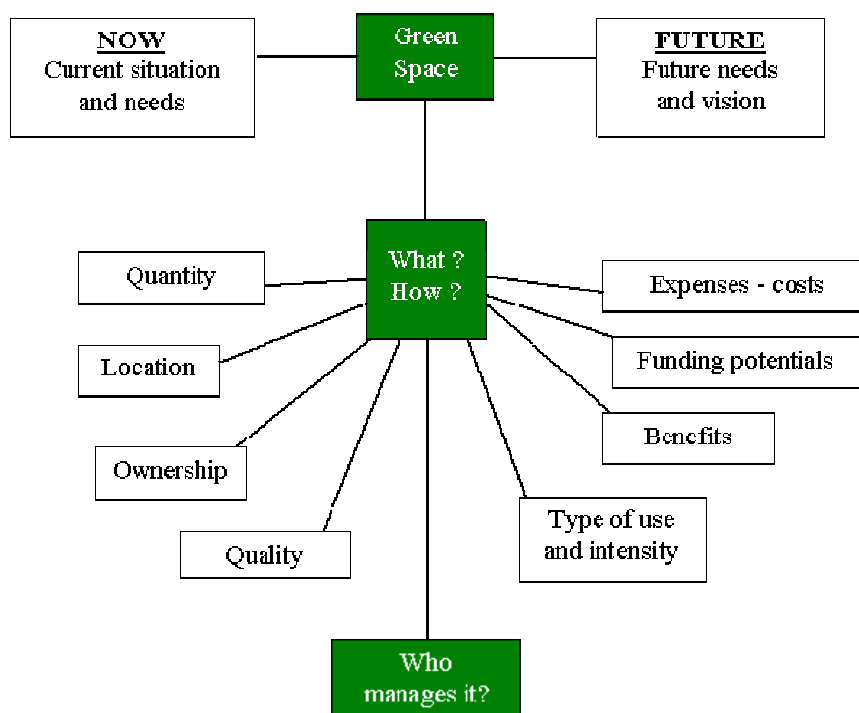 NOW
Current situation
and needs
Green
Space
FUTURE
Future needs
and vision
What ?
How ?
Quantity
Expenses - costs
Location
Funding potentials
Ownership
Benefits
Quality
Type of use
and intensity
Who
manages it?